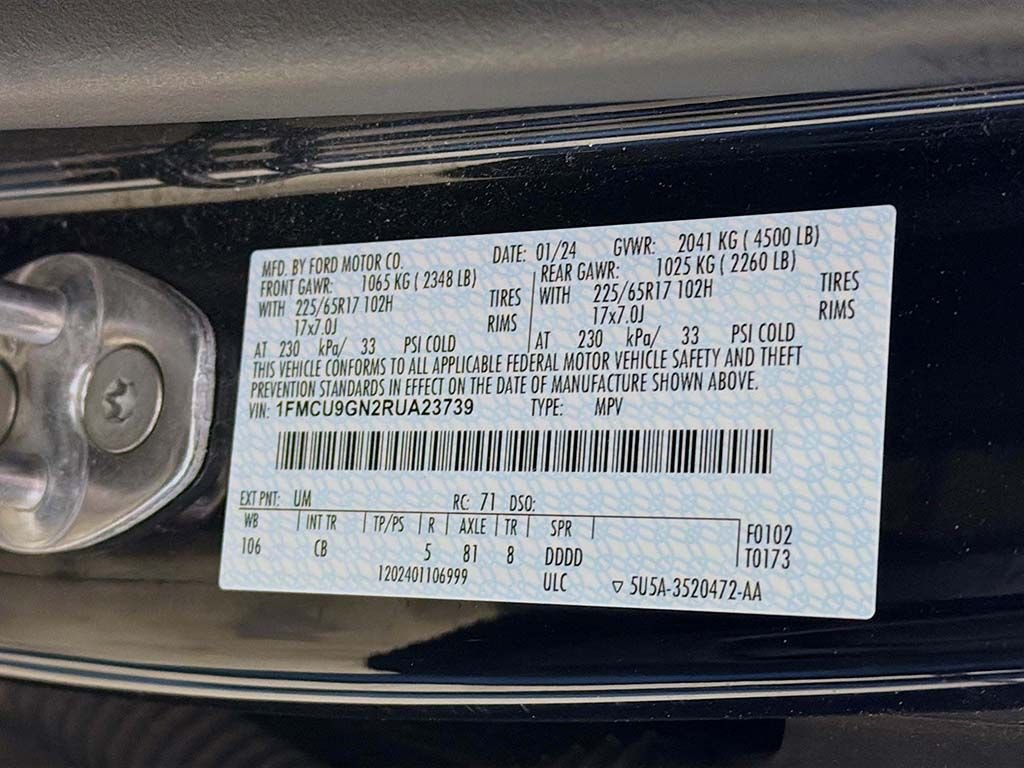 MFD. BY FORD MOTOR CO. DATE: 01/24 GVWR: 2041 KG ( 4500 LB)
FRONT GAWR: 1065 KG ( 2348 LB) REAR GAWR: 1025 KG ( 2260 LB)
WITH 225/65R17 102H TIRES WITH 225/65R17 102H TIRES
17x7.0J RIMS 17x7.0J RIMS
AT 230 kPa/ 33 PSI COLD AT 230 kPa/ 33 PSI COLD
THIS VEHICLE CONFORMS TO ALL APPLICABLE FEDERAL MOTOR VEHICLE SAFETY AND THEFT
PREVENTION STANDARDS IN EFFECT ON THE DATE OF MANUFACTURE SHOWN ABOVE.
VIN: 1FMCU9GN2RUA23739 TYPE: MPV
EXT PNT: UM RC: 71 DSO:
WB INT TR TP/PS R AXLE TR SPR F0102
106 CB 5 81 8 DDDD T0173
1202401106999 ULC ▽ 5U5A-3520472-AA